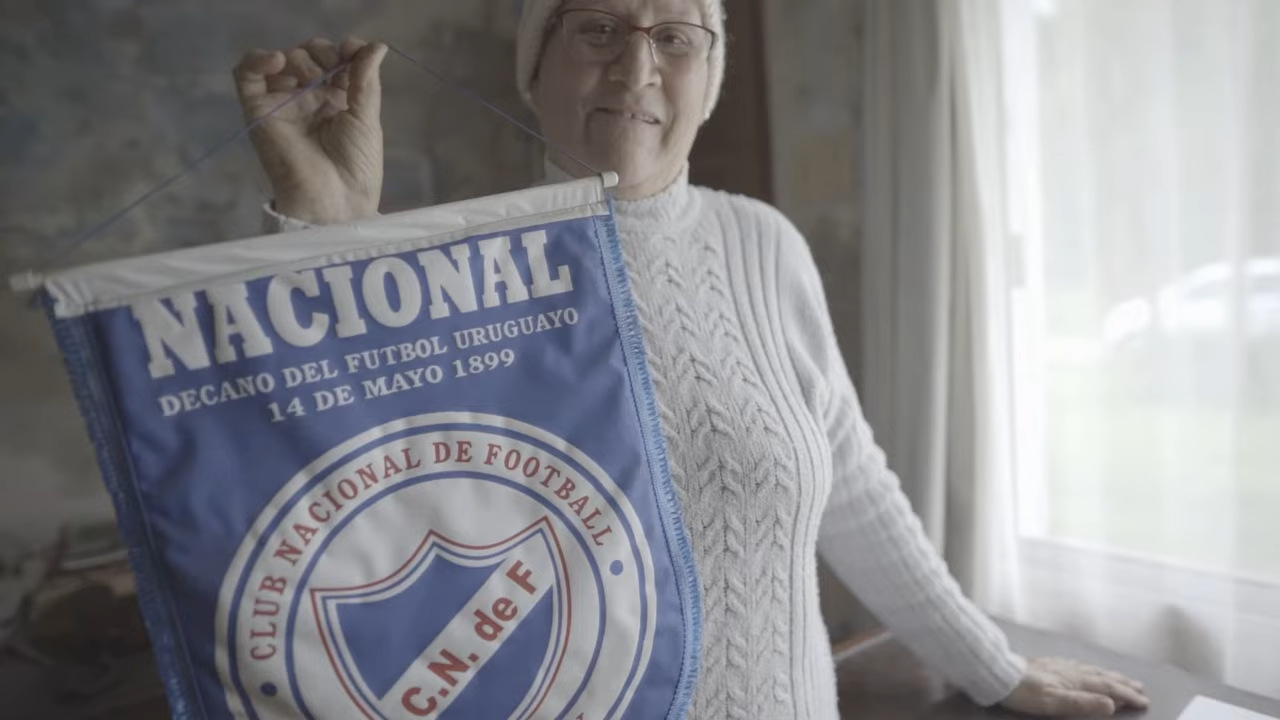 NACIONAL
DECANO DEL FUTBOL URUGUAYO
14 DE MAYO 1899
CLUB NACIONAL DE FOOTBALL
C.N. de F